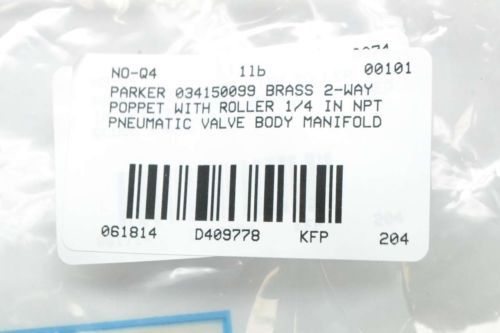 NO-Q4 1lb 00101
PARKER 034150099 BRASS 2-WAY
POPPET WITH ROLLER 1/4 IN NPT
PNEUMATIC VALVE BODY MANIFOLD
061814 D409778 KFP 204